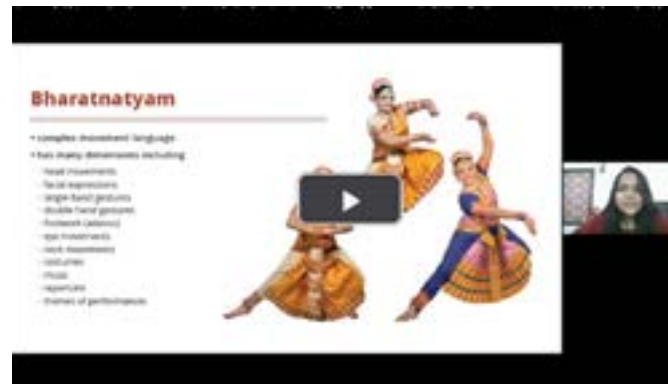 Bharatnatyam
• complex movement language
• has many dimensions including
- head movements
- facial expressions
- single hand gestures
- double hand gestures
- footwork (adavus)
- eye movements
- neck movements
- costumes
- music
- repertoire
- themes of performances